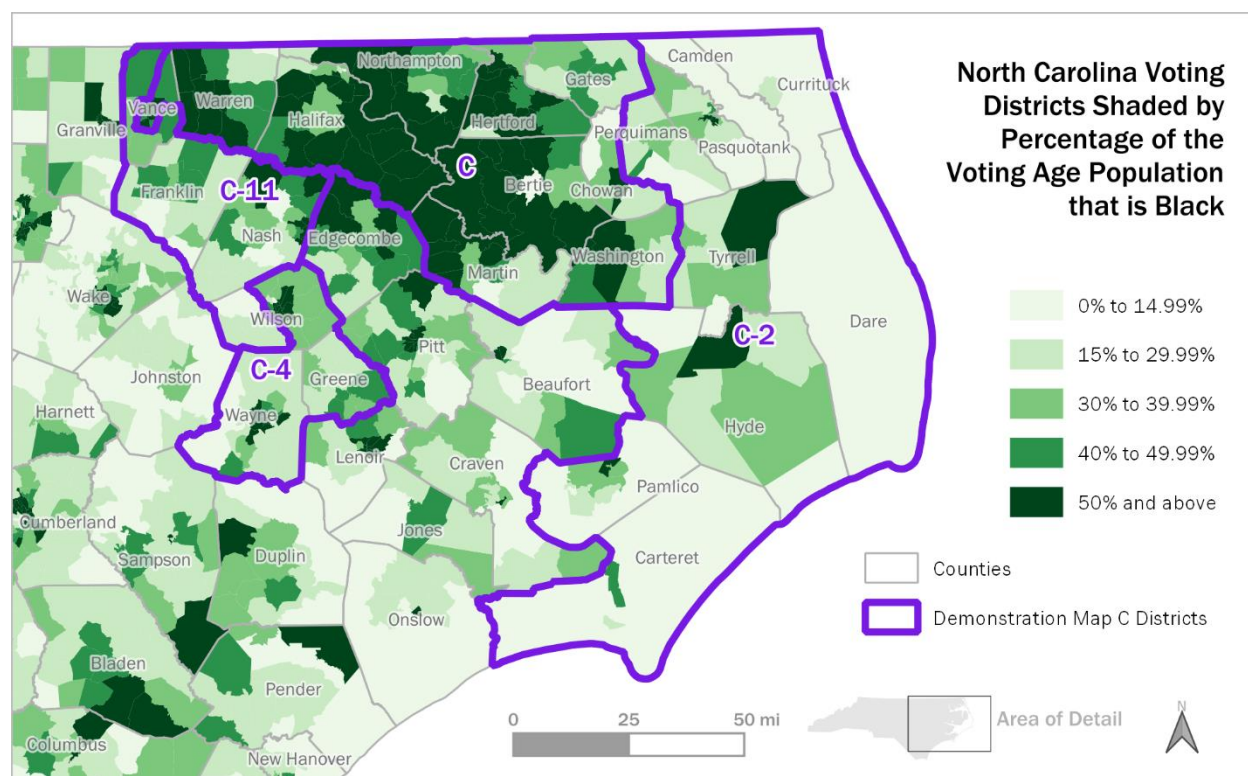 North Carolina Voting
Districts Shaded by
Percentage of the
Voting Age Population
that is Black
0% to 14.99%
15% to 29.99%
30% to 39.99%
40% to 49.99%
50% and above
Counties
Demonstration Map C Districts
0 25 50 mi
Area of Detail
N
Northampton
Camden
Currituck
Gates
Vance
Warren
Granville
Halifax
Hertford
Perquimans
Pasquotank
C
Franklin
C-11
Bertie
Chowan
Nash
Edgecombe
Martin
Washington
Tyrrell
Wake
Wilson
Dare
Pitt
C-2
Johnston
C-4
Greene
Beaufort
Harnett
Wayne
Hyde
Lenoir
Craven
Pamlico
Cumberland
Jones
Sampson
Duplin
Carteret
Onslow
Bladen
Pender
Columbus
New Hanover